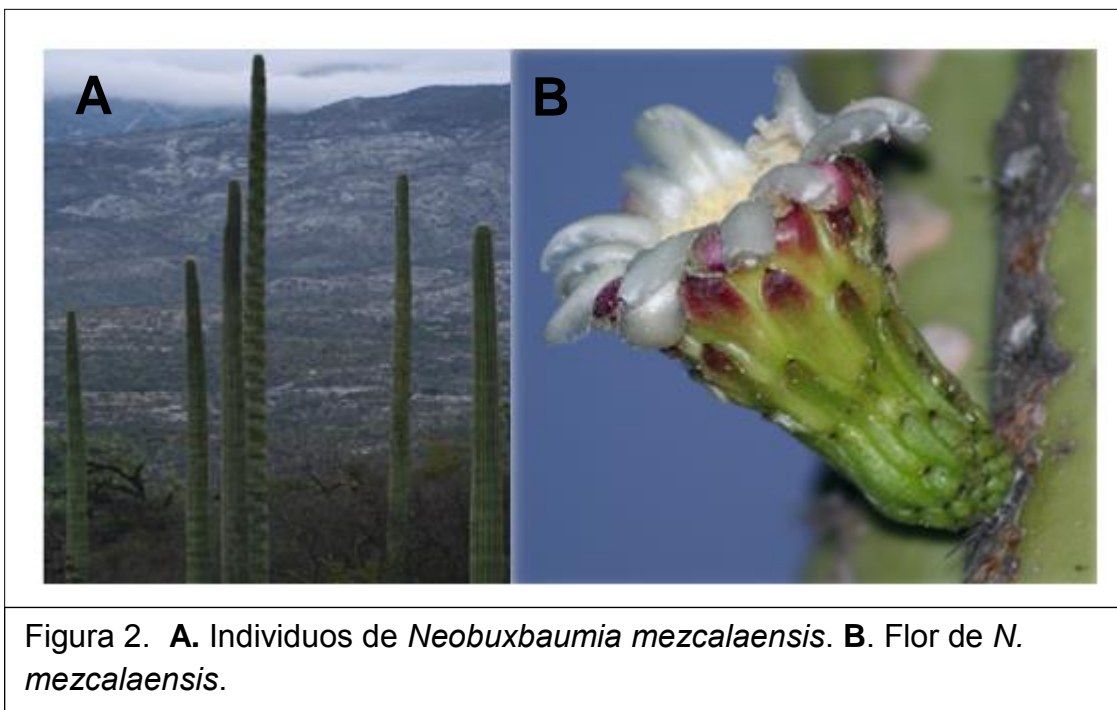 A
B
Figura 2. A. Individuos de Neobuxbaumia mezcalaensis. B. Flor de N.
mezcalaensis.